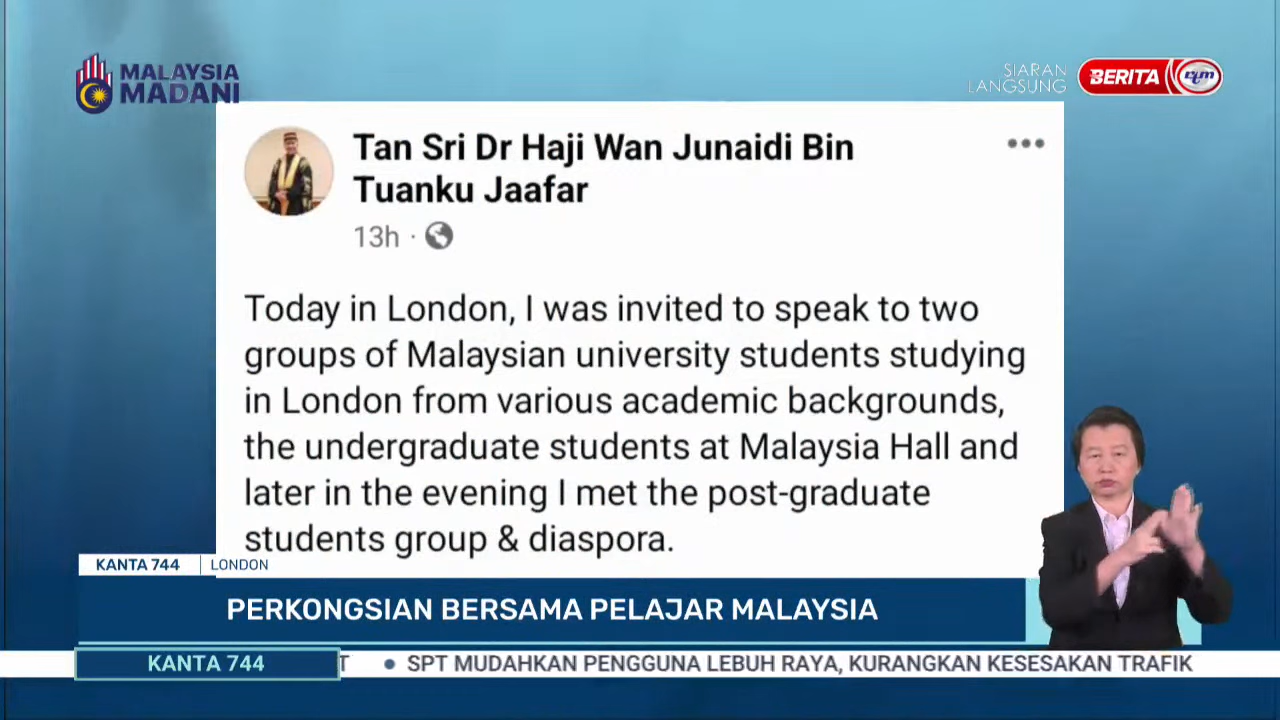 MALAYSIA
MADANI
SIARAN
LANGSUNG
BERITA rtm
Tan Sri Dr Haji Wan Junaidi Bin
Tuanku Jaafar
13h ·
Today in London, I was invited to speak to two
groups of Malaysian university students studying
in London from various academic backgrounds,
the undergraduate students at Malaysia Hall and
later in the evening I met the post-graduate
students group & diaspora.
KANTA 744 LONDON
PERKONGSIAN BERSAMA PELAJAR MALAYSIA
KANTA 744
T • SPT MUDAHKAN PENGGUNA LEBUH RAYA, KURANGKAN KESESAKAN TRAFIK